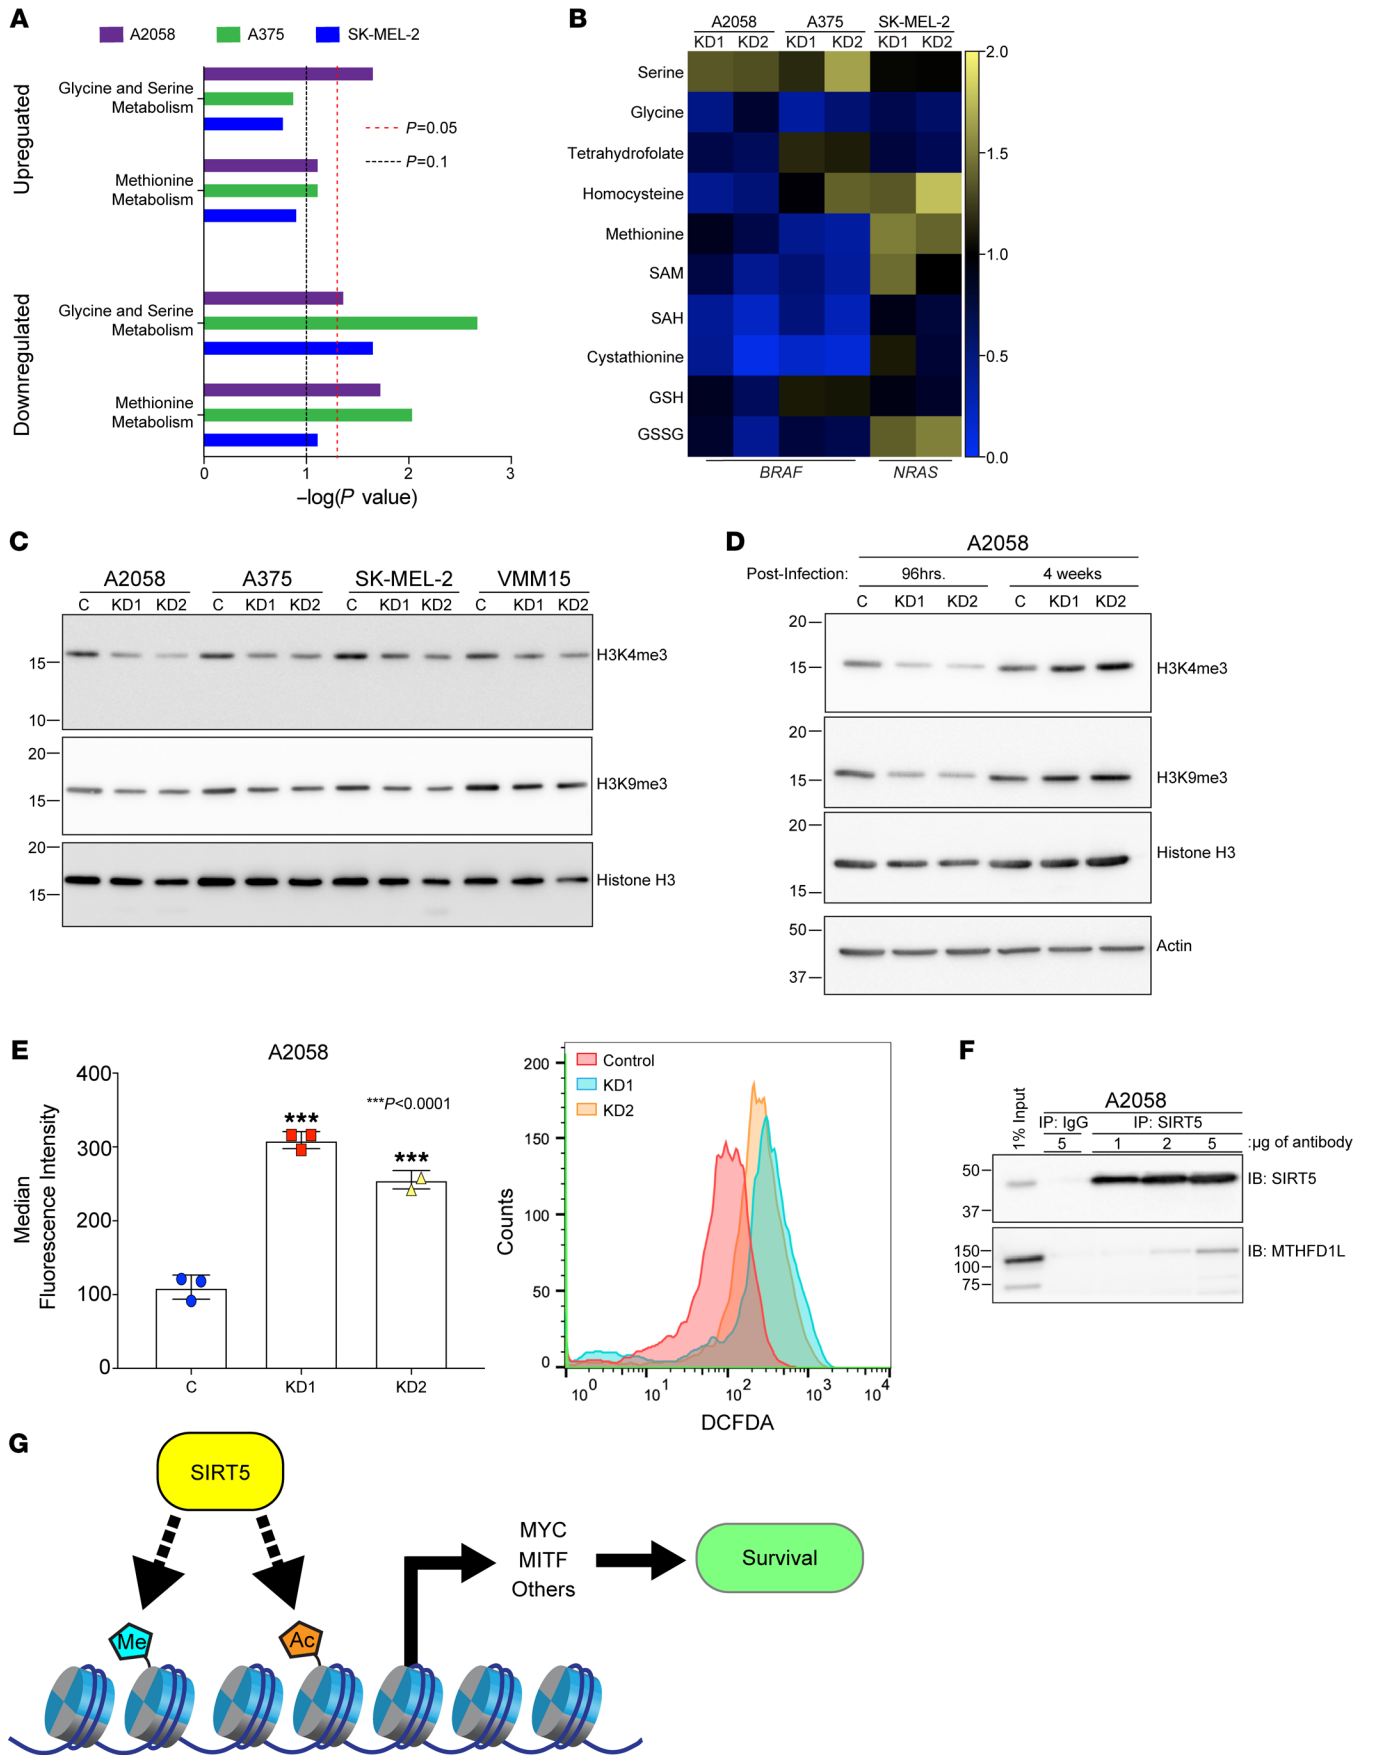 A
A2058 A375 SK-MEL-2
Upreguated
Glycine and Serine
Metabolism
Methionine
Metabolism
P=0.05
P=0.1
Downregulated
Glycine and Serine
Metabolism
Methionine
Metabolism
0 1 2 3
–log(P value)
B
A2058 A375 SK-MEL-2
KD1 KD2 KD1 KD2 KD1 KD2
Serine
Glycine
Tetrahydrofolate
Homocysteine
Methionine
SAM
SAH
Cystathionine
GSH
GSSG
2.0
1.5
1.0
0.5
0.0
BRAF NRAS
C
A2058 A375 SK-MEL-2 VMM15
C KD1 KD2 C KD1 KD2 C KD1 KD2 C KD1 KD2
15
10
H3K4me3
20
15
H3K9me3
20
15
Histone H3
D
A2058
Post-Infection: 96hrs. 4 weeks
C KD1 KD2 C KD1 KD2
20
15
H3K4me3
20
15
H3K9me3
20
15
Histone H3
50
37
Actin
E
A2058
Median
Fluorescence Intensity
400
300
200
100
0
***P<0.0001
***
***
C KD1 KD2
Control
KD1
KD2
Counts
200
150
100
50
0
10^0 10^1 10^2 10^3 10^4
DCFDA
F
A2058
1% Input
IP: IgG IP: SIRT5
5 1 2 5 :µg of antibody
50
37
IB: SIRT5
150
100
75
IB: MTHFD1L
G
SIRT5
Me
Ac
MYC
MITF
Others
Survival